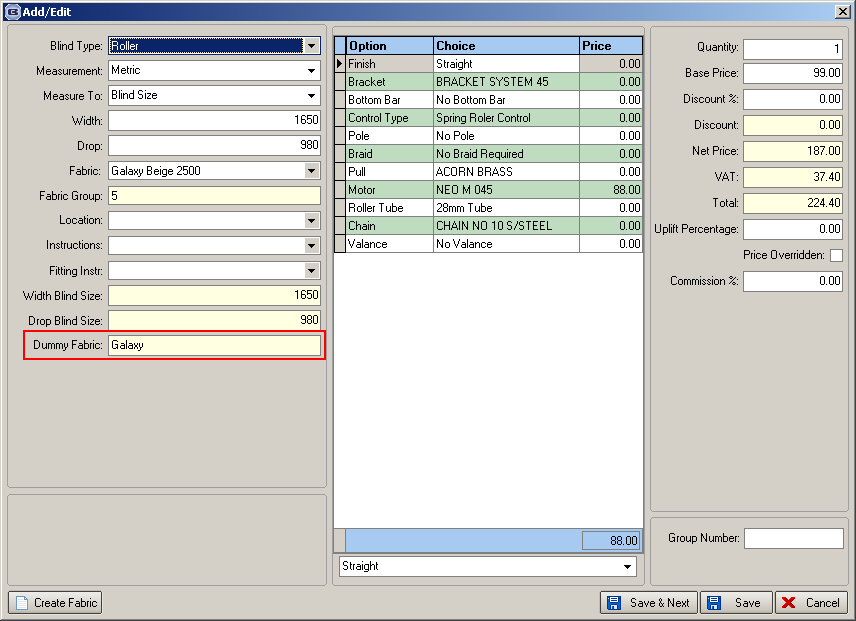 Add/Edit
Blind Type: Roller
Measurement: Metric
Measure To: Blind Size
Width: 1650
Drop: 980
Fabric: Galaxy Beige 2500
Fabric Group: 5
Location:
Instructions:
Fitting Instr:
Width Blind Size: 1650
Drop Blind Size: 980
Dummy Fabric: Galaxy
Option Choice Price
Finish Straight 0.00
Bracket BRACKET SYSTEM 45 0.00
Bottom Bar No Bottom Bar 0.00
Control Type Spring Roler Control 0.00
Pole No Pole 0.00
Braid No Braid Required 0.00
Pull ACORN BRASS 0.00
Motor NEO M 045 88.00
Roller Tube 28mm Tube 0.00
Chain CHAIN NO 10 S/STEEL 0.00
Valance No Valance 0.00
88.00
Straight
Quantity: 1
Base Price: 99.00
Discount %: 0.00
Discount: 0.00
Net Price: 187.00
VAT: 37.40
Total: 224.40
Uplift Percentage: 0.00
Price Overridden:
Commission %: 0.00
Group Number:
Create Fabric
Save & Next
Save
Cancel